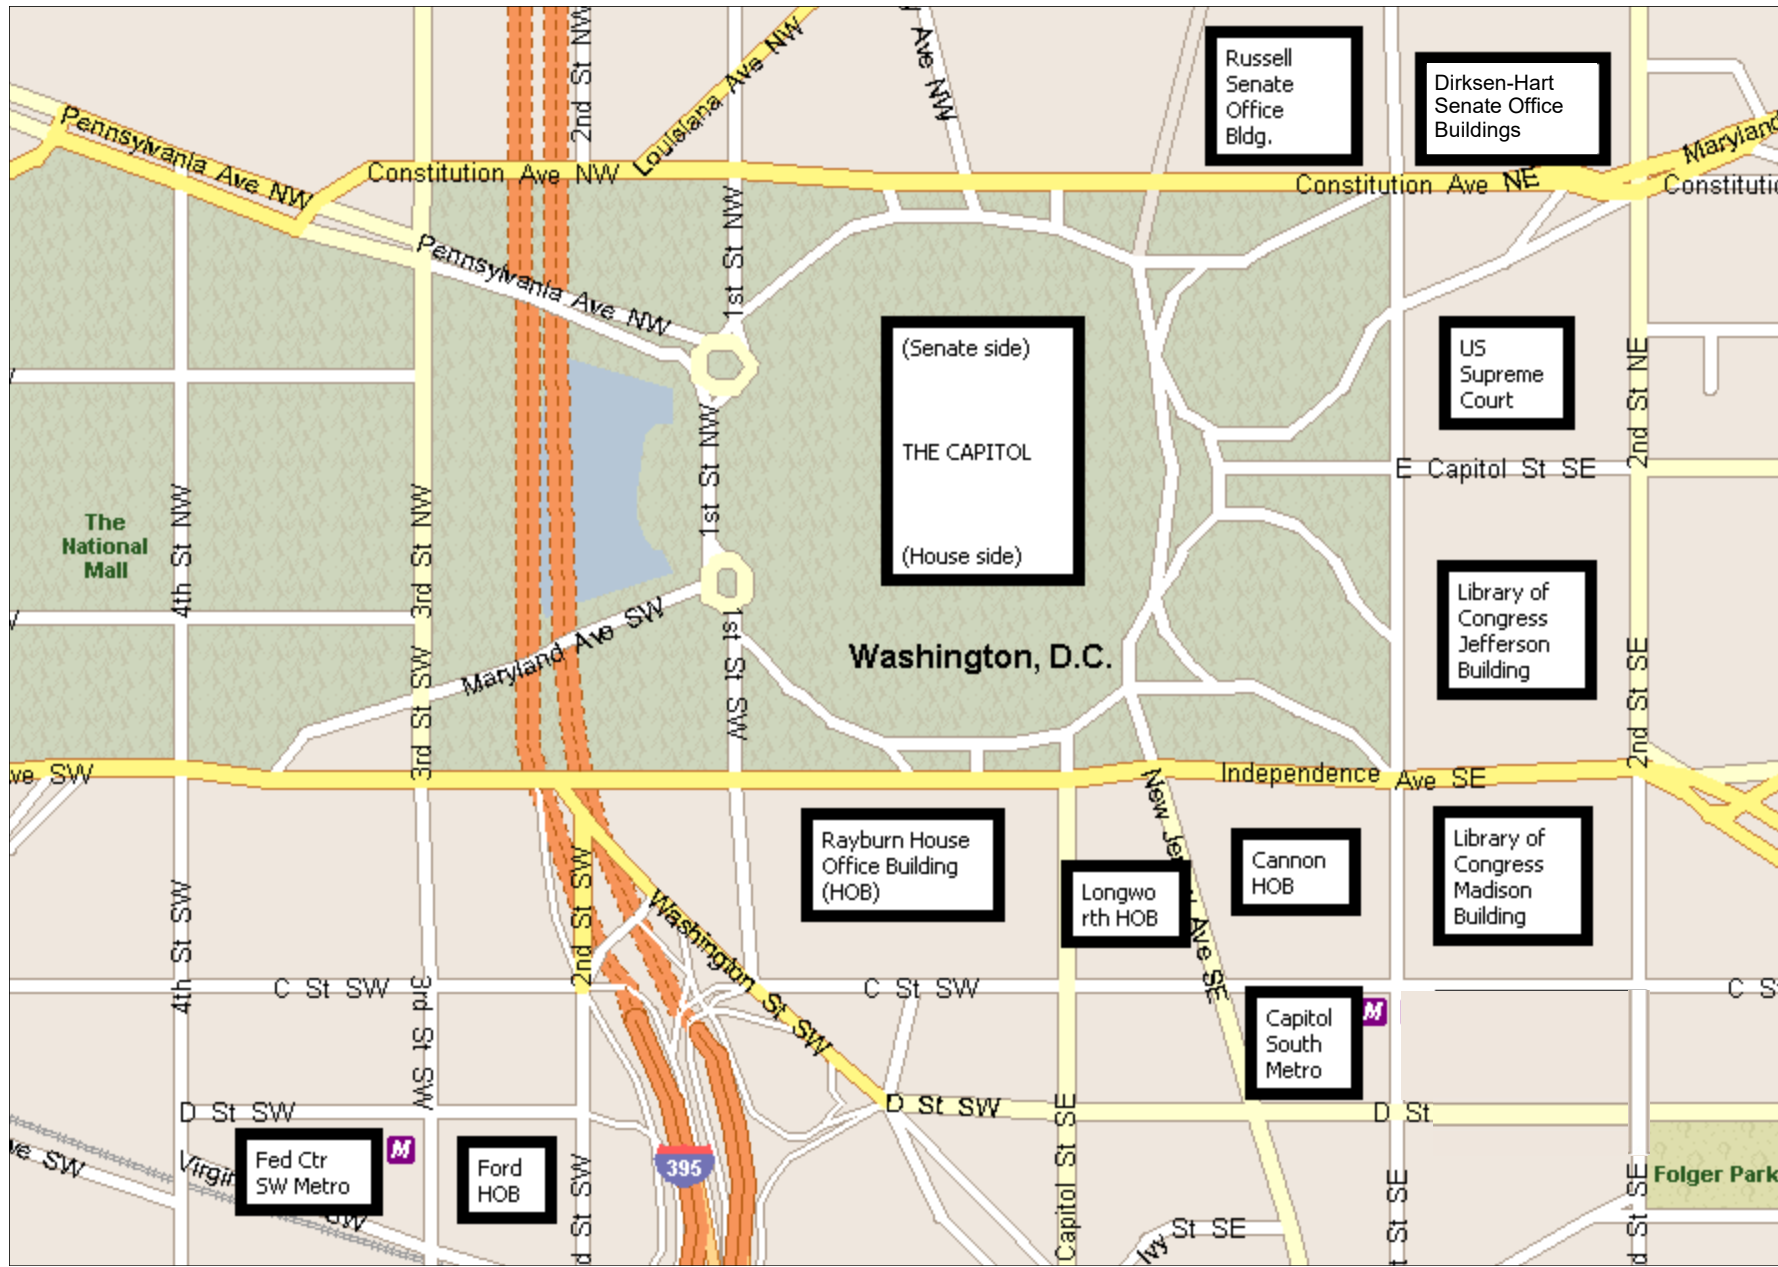 2nd St NW
Louisiana Ave NW
Ave NW
Russell
Senate
Office
Bldg.
Dirksen-Hart
Senate Office
Buildings
Maryland
Pennsylvania Ave NW
Constitution Ave NW
Constitution Ave NE
Pennsylvania Ave NW
1st St NW
(Senate side)
THE CAPITOL
(House side)
US
Supreme
Court
2nd St NE
E Capitol St SE
1st St NW
The
National
Mall
4th St NW
3rd St NW
Library of
Congress
Jefferson
Building
Washington, D.C.
Maryland Ave SW
1st St SW
3rd St SW
2nd St SE
ve SW
Independence Ave SE
Rayburn House
Office Building
(HOB)
Longwo
rth HOB
Cannon
HOB
Library of
Congress
Madison
Building
4th St SW
2nd St SW
Washington St SW
C St SW
C St SW
3rd St SW
Capitol
South
Metro
M
D St SW
D St SW
D St
Fed Ctr
SW Metro
M
Ford
HOB
395
Capitol St SE
Folger Park
Ivy St SE